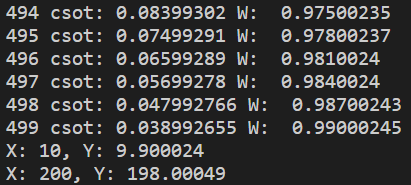 494 csot: 0.08399302 W:  0.97500235
495 csot: 0.07499291 W:  0.97800237
496 csot: 0.06599289 W:  0.9810024
497 csot: 0.05699278 W:  0.9840024
498 csot: 0.047992766 W:  0.98700243
499 csot: 0.038992655 W:  0.99000245
X: 10, Y: 9.900024
X: 200, Y: 198.00049